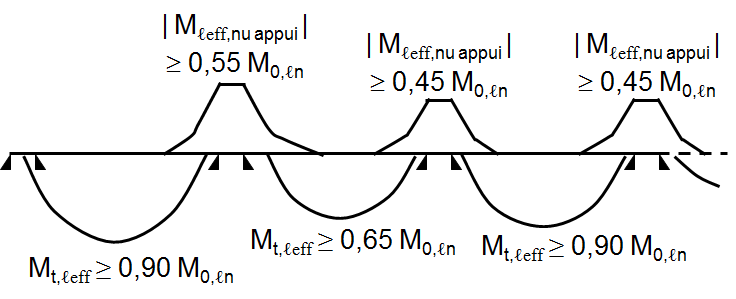 | Mℓeff,nu appui |
≥ 0,55 M0,ℓn
| Mℓeff,nu appui |
≥ 0,45 M0,ℓn
| Mℓeff,nu appui |
≥ 0,45 M0,ℓn
Mt,ℓeff ≥ 0,90 M0,ℓn
Mt,ℓeff ≥ 0,65 M0,ℓn
Mt,ℓeff ≥ 0,90 M0,ℓn